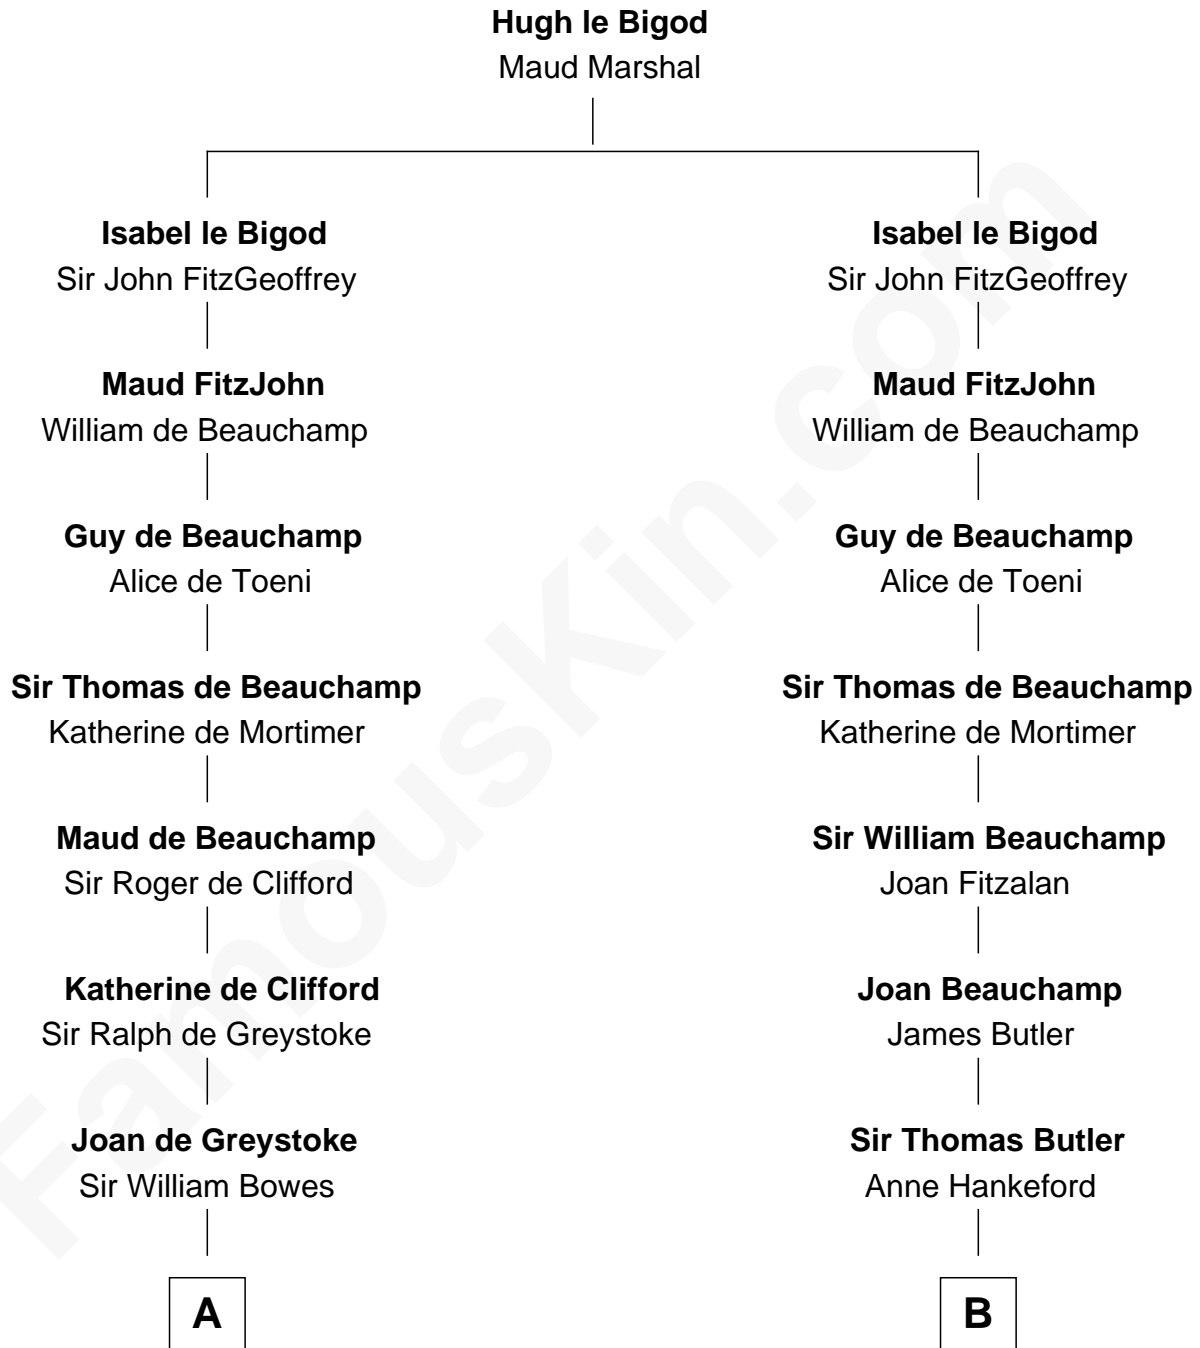 Hugh le Bigod
Maud Marshal
Isabel le Bigod
Sir John FitzGeoffrey
Maud FitzJohn
William de Beauchamp
Guy de Beauchamp
Alice de Toeni
Sir Thomas de Beauchamp
Katherine de Mortimer
Maud de Beauchamp
Sir Roger de Clifford
Katherine de Clifford
Sir Ralph de Greystoke
Joan de Greystoke
Sir William Bowes
A
Isabel le Bigod
Sir John FitzGeoffrey
Maud FitzJohn
William de Beauchamp
Guy de Beauchamp
Alice de Toeni
Sir Thomas de Beauchamp
Katherine de Mortimer
Sir William Beauchamp
Joan Fitzalan
Joan Beauchamp
James Butler
Sir Thomas Butler
Anne Hankeford
B
FamousKin.com